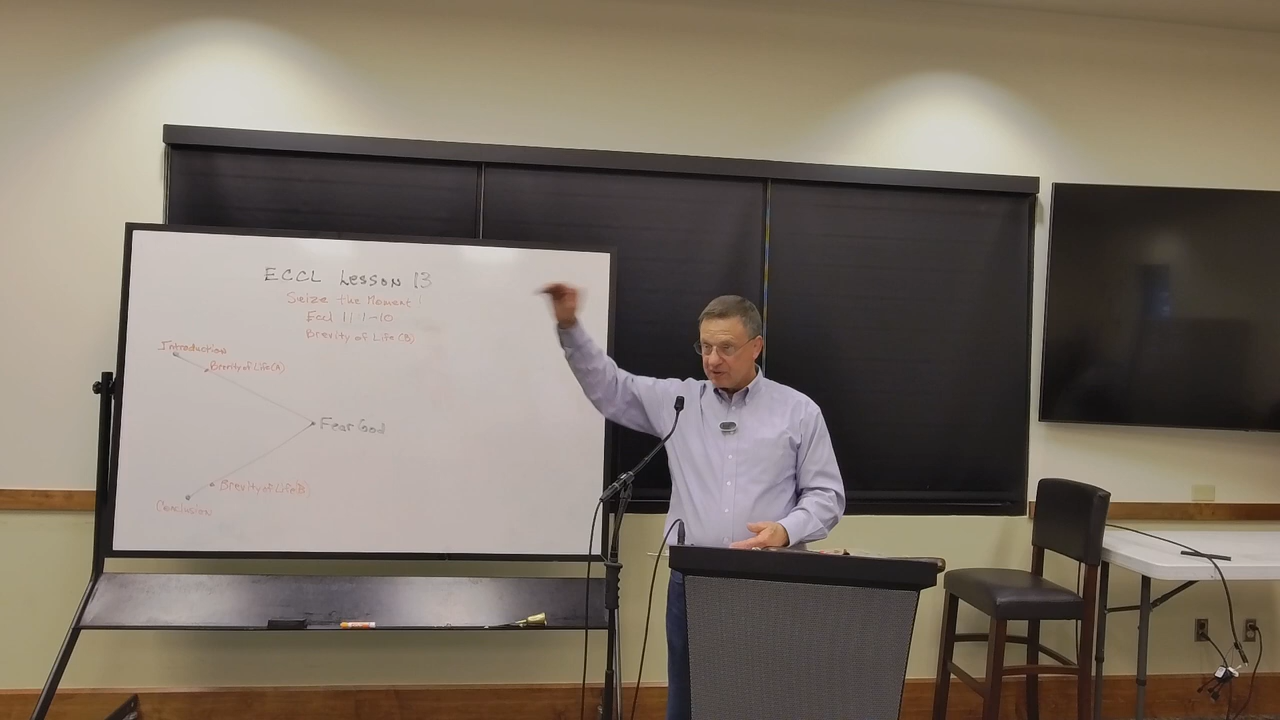 ECCL Lesson 13
Seize the Moment!
Eccl 11:1-10
Brevity of Life (B)
Introduction
Brevity of Life (A)
Fear God
Brevity of Life (B)
Conclusion